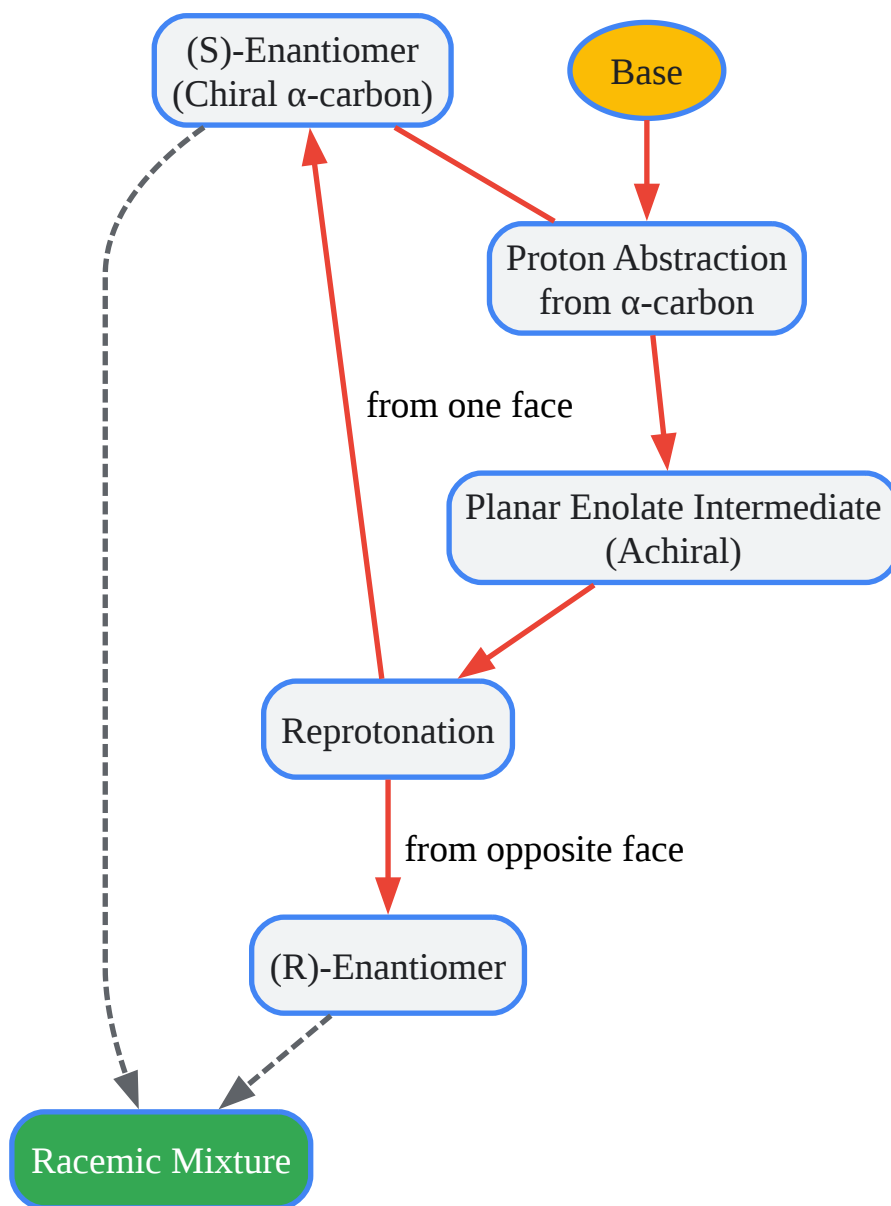 (S)-Enantiomer
(Chiral α-carbon)
Base
Proton Abstraction
from α-carbon
from one face
Planar Enolate Intermediate
(Achiral)
Reprotonation
from opposite face
(R)-Enantiomer
Racemic Mixture